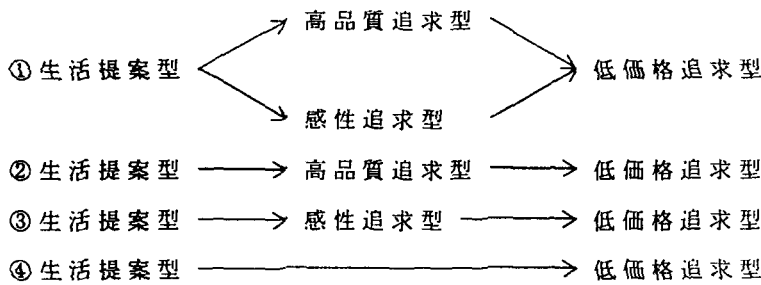 高品質追求型
①生活提案型 低価格追求型
感性追求型
②生活提案型 高品質追求型 低価格追求型
③生活提案型 感性追求型 低価格追求型
④生活提案型 低価格追求型